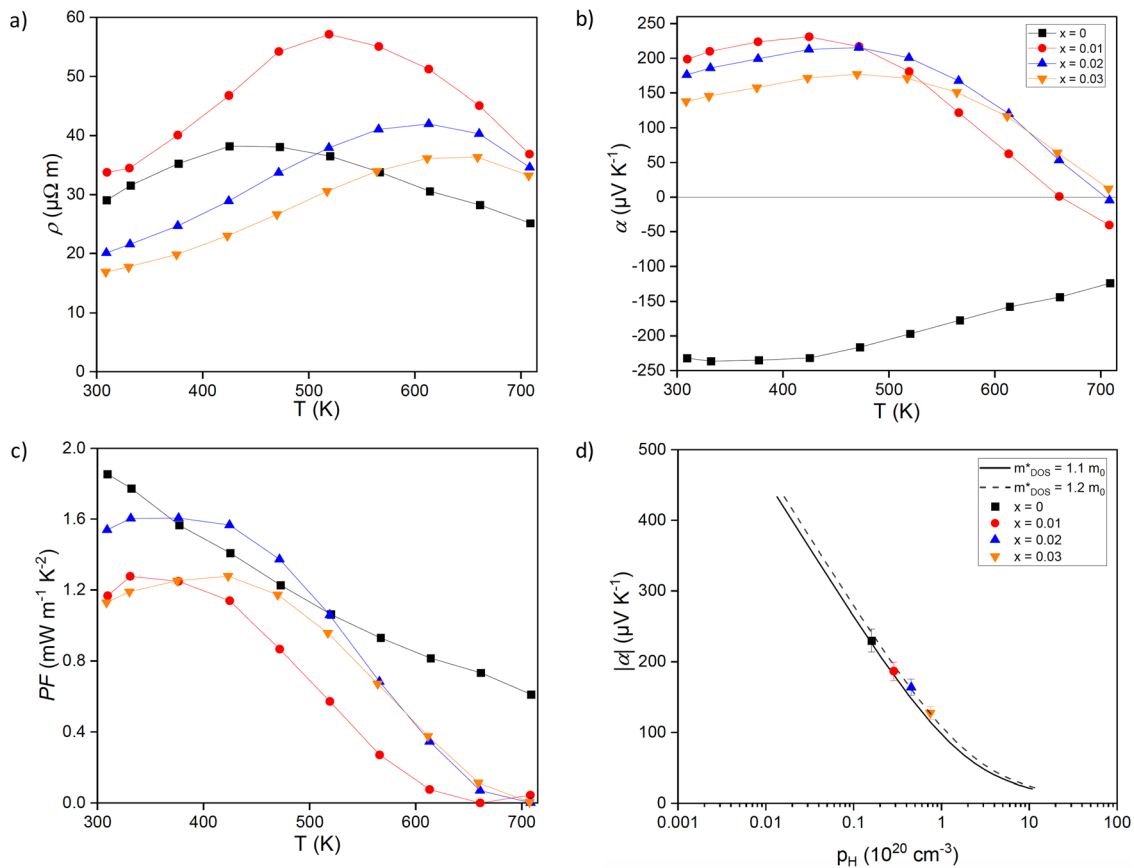 a)
60
50
40
30
20
10
0
ρ (μΩ m)
300
400
500
600
700
T (K)
b)
250
200
150
100
50
0
-50
-100
-150
-200
-250
α (μV K⁻¹)
x = 0
x = 0.01
x = 0.02
x = 0.03
300
400
500
600
700
T (K)
c)
2.0
1.6
1.2
0.8
0.4
0.0
PF (mW m⁻¹ K⁻²)
300
400
500
600
700
T (K)
d)
500
400
300
200
100
0
|α| (μV K⁻¹)
m*DOS = 1.1 m₀
m*DOS = 1.2 m₀
x = 0
x = 0.01
x = 0.02
x = 0.03
0.001
0.01
0.1
1
10
100
pH (10²⁰ cm⁻³)